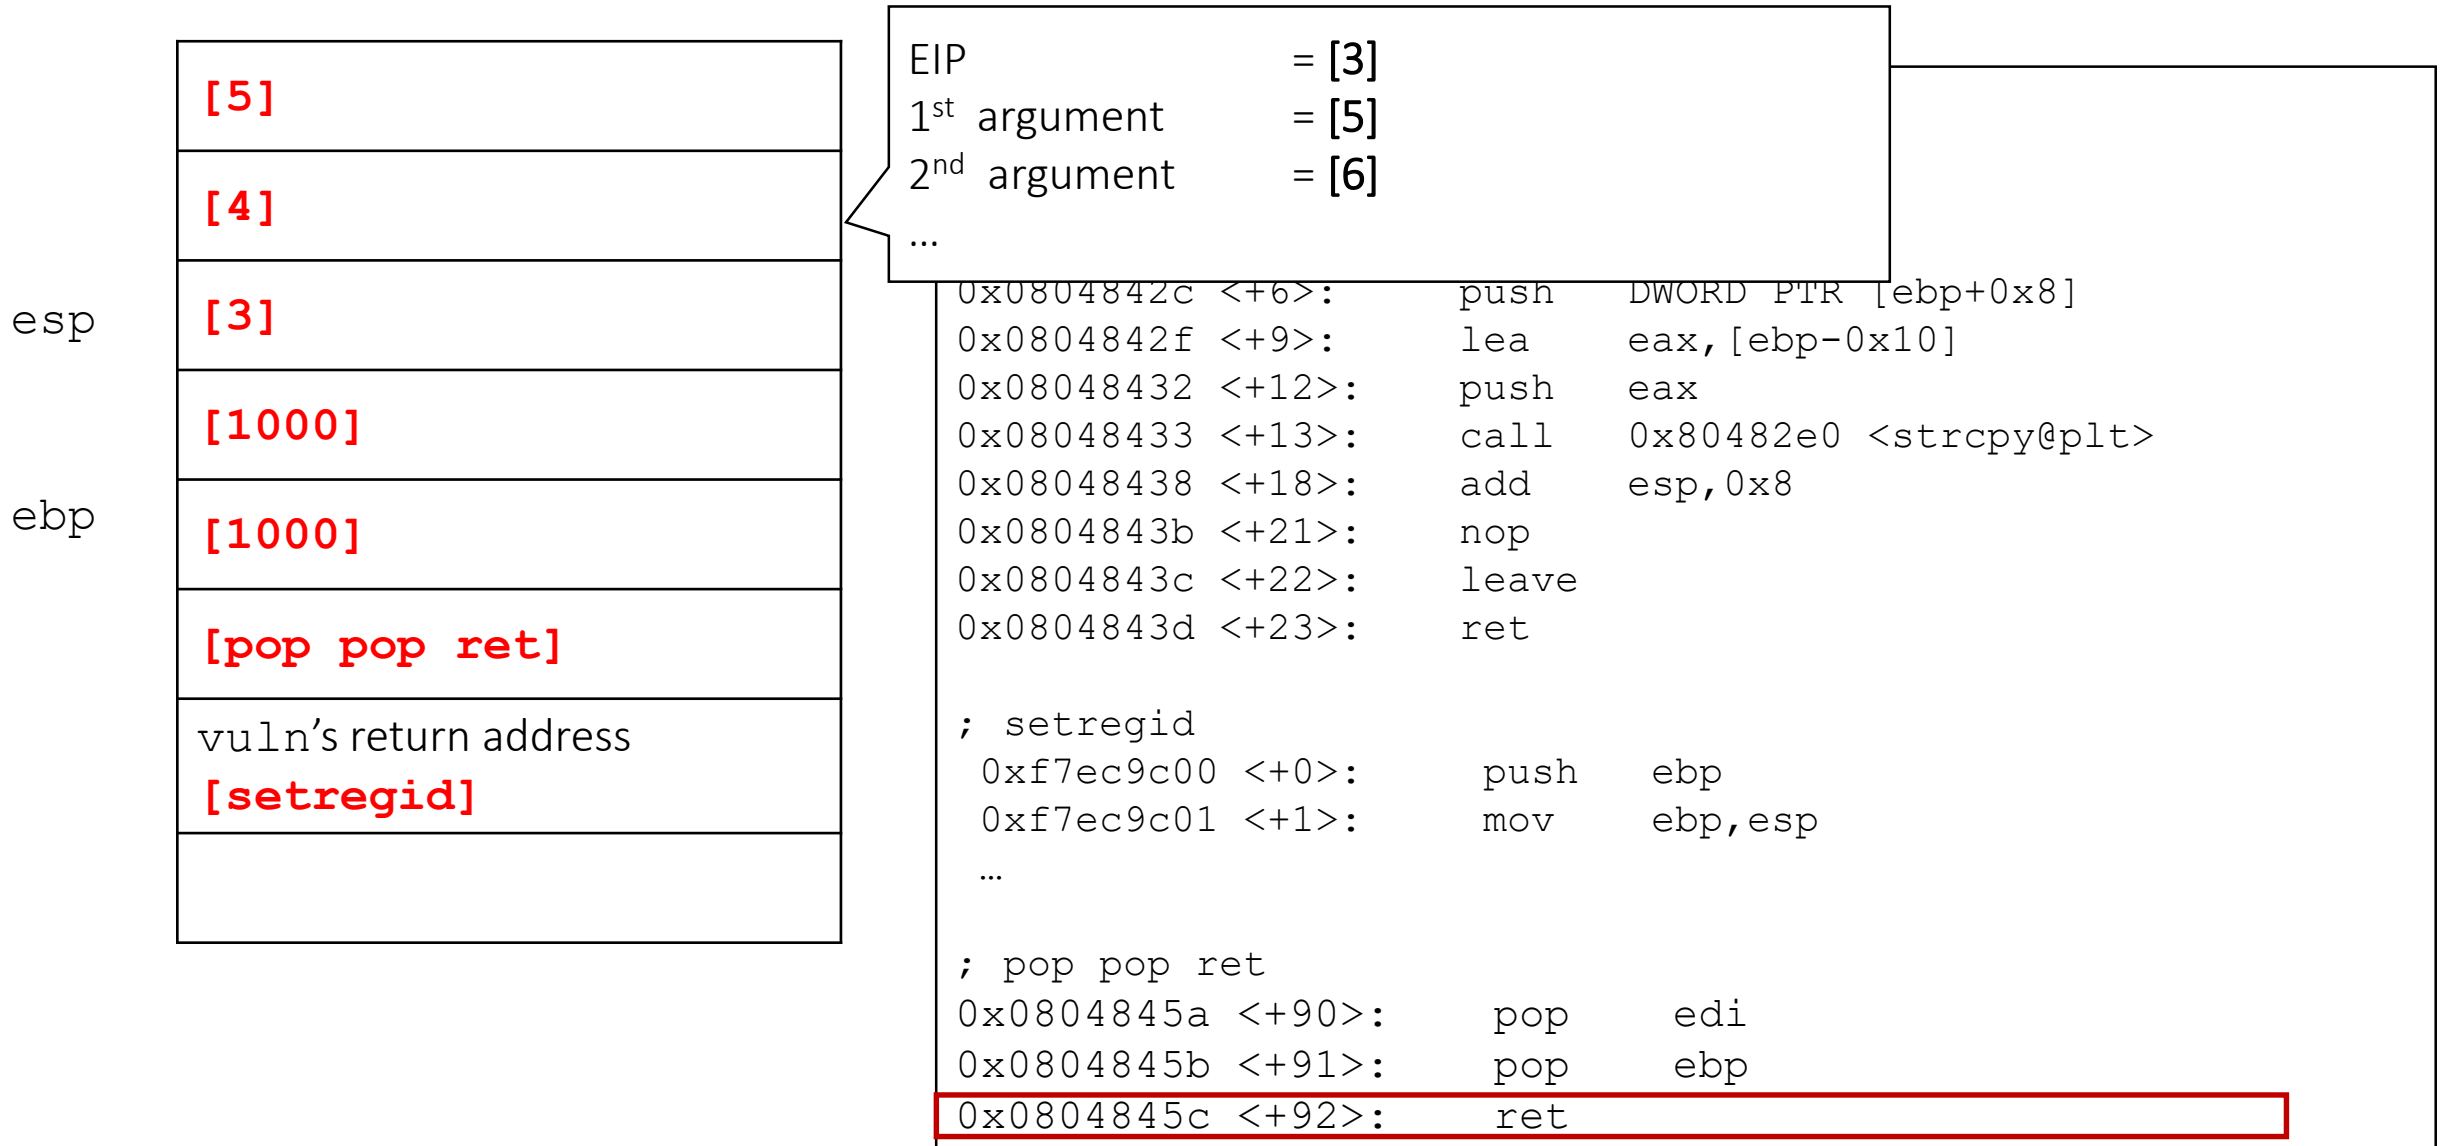 [5]
[4]
esp
[3]
[1000]
ebp
[1000]
[pop pop ret]
vuln’s return address
[setregid]
EIP = [3]
1st argument = [5]
2nd argument = [6]
…
0x0804842c <+6>: push DWORD PTR [ebp+0x8]
0x0804842f <+9>: lea eax,[ebp-0x10]
0x08048432 <+12>: push eax
0x08048433 <+13>: call 0x80482e0 <strcpy@plt>
0x08048438 <+18>: add esp,0x8
0x0804843b <+21>: nop
0x0804843c <+22>: leave
0x0804843d <+23>: ret
; setregid
0xf7ec9c00 <+0>: push ebp
0xf7ec9c01 <+1>: mov ebp,esp
…
; pop pop ret
0x0804845a <+90>: pop edi
0x0804845b <+91>: pop ebp
0x0804845c <+92>: ret